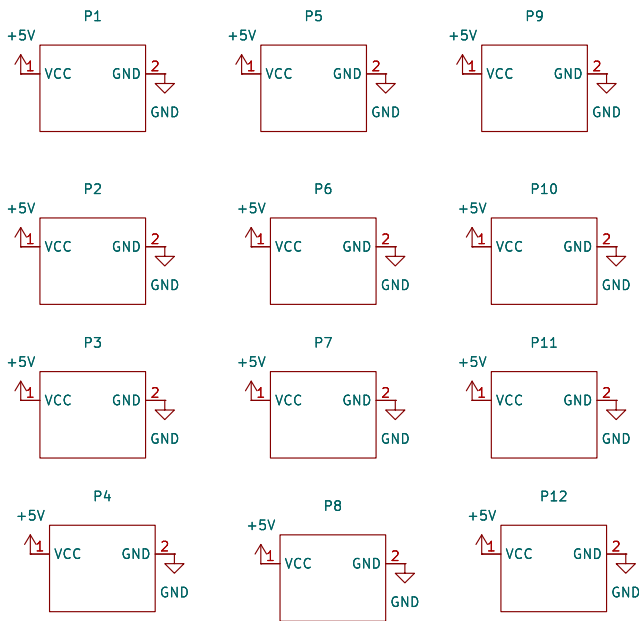 P1 P5 P9
+5V +5V +5V
1 VCC GND 2 1 VCC GND 2 1 VCC GND 2
GND GND GND
P2 P6 P10
+5V +5V +5V
1 VCC GND 2 1 VCC GND 2 1 VCC GND 2
GND GND GND
P3 P7 P11
+5V +5V +5V
1 VCC GND 2 1 VCC GND 2 1 VCC GND 2
GND GND GND
P4 P8 P12
+5V +5V +5V
1 VCC GND 2 1 VCC GND 2 1 VCC GND 2
GND GND GND